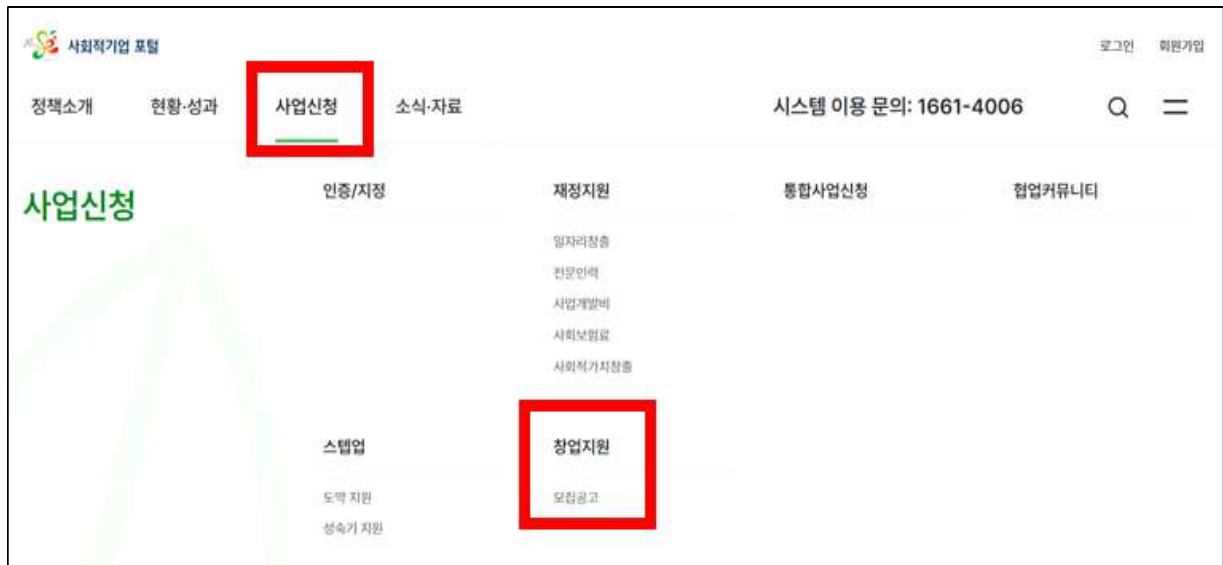 사회적기업 포털
로그인 회원가입
정책소개 현황·성과 사업신청 소식·자료 시스템 이용 문의: 1661-4006
사업신청
인증/지정 재정지원 통합사업신청 협업커뮤니티
일자리창출
전문인력
사업개발비
사회보험료
사회적가치창출
스텝업 창업지원
도약 지원 모집공고
성숙기 지원